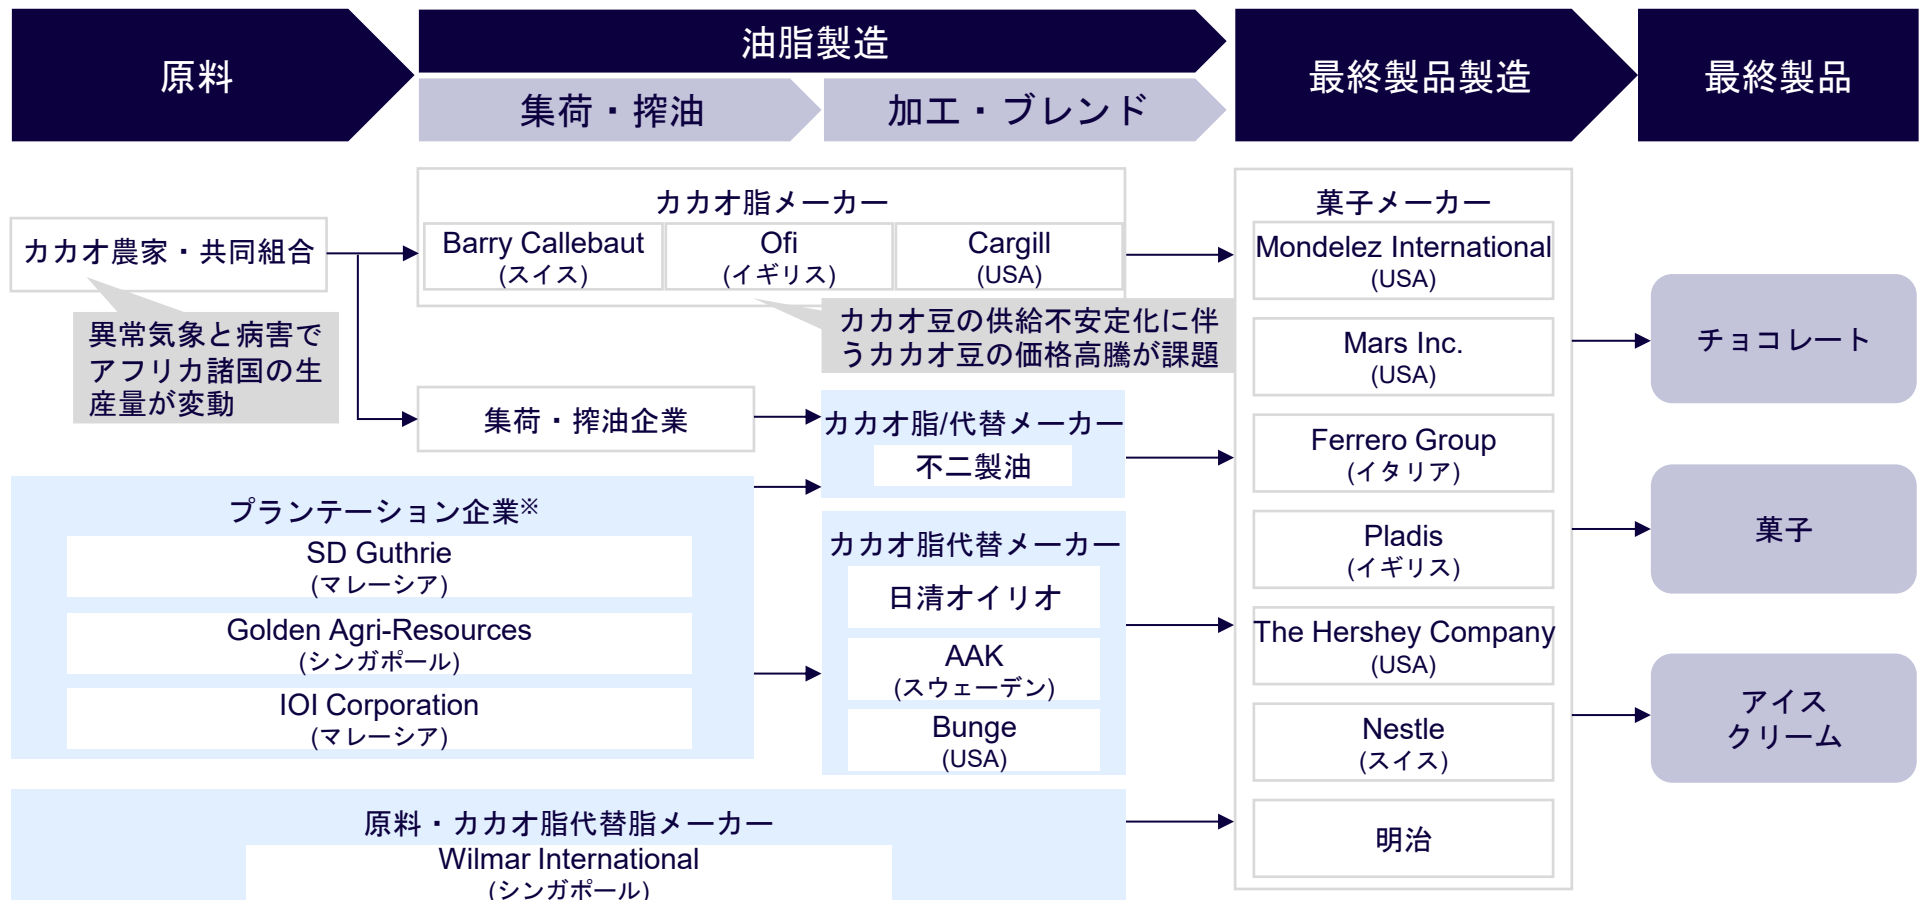 原料
油脂製造
集荷・搾油
加工・ブレンド
最終製品製造
最終製品
カカオ農家・共同組合
異常気象と病害で
アフリカ諸国の生
産量が変動
カカオ脂メーカー
Barry Callebaut
(スイス)
Ofi
(イギリス)
Cargill
(USA)
カカオ豆の供給不安定化に伴
うカカオ豆の価格高騰が課題
集荷・搾油企業
カカオ脂/代替メーカー
不二製油
プランテーション企業※
SD Guthrie
(マレーシア)
Golden Agri-Resources
(シンガポール)
IOI Corporation
(マレーシア)
カカオ脂代替メーカー
日清オイリオ
AAK
(スウェーデン)
Bunge
(USA)
原料・カカオ脂代替脂メーカー
Wilmar International
(シンガポール)
菓子メーカー
Mondelez International
(USA)
Mars Inc.
(USA)
Ferrero Group
(イタリア)
Pladis
(イギリス)
The Hershey Company
(USA)
Nestle
(スイス)
明治
チョコレート
菓子
アイス
クリーム